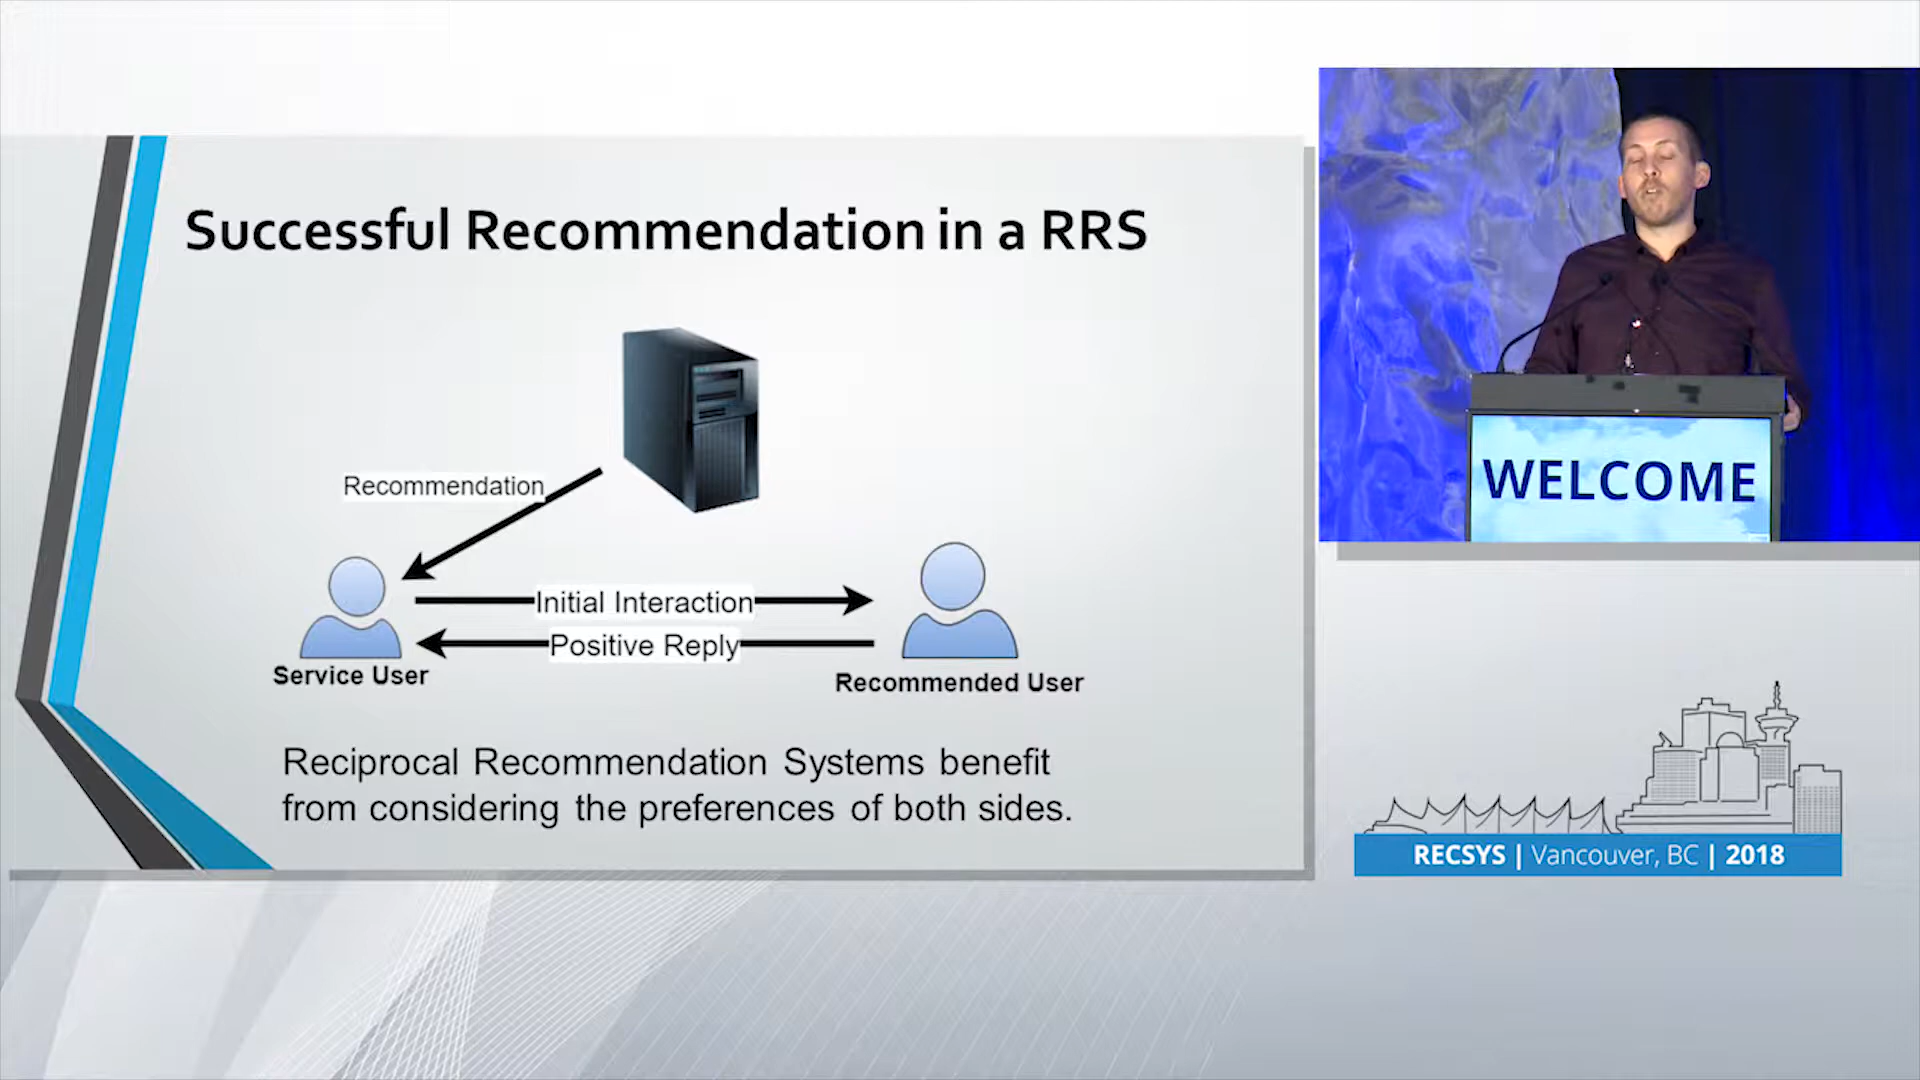 Successful Recommendation in a RRS
Recommendation
Initial Interaction
Positive Reply
Service User
Recommended User
Reciprocal Recommendation Systems benefit
from considering the preferences of both sides.
WELCOME
RECSYS | Vancouver, BC | 2018